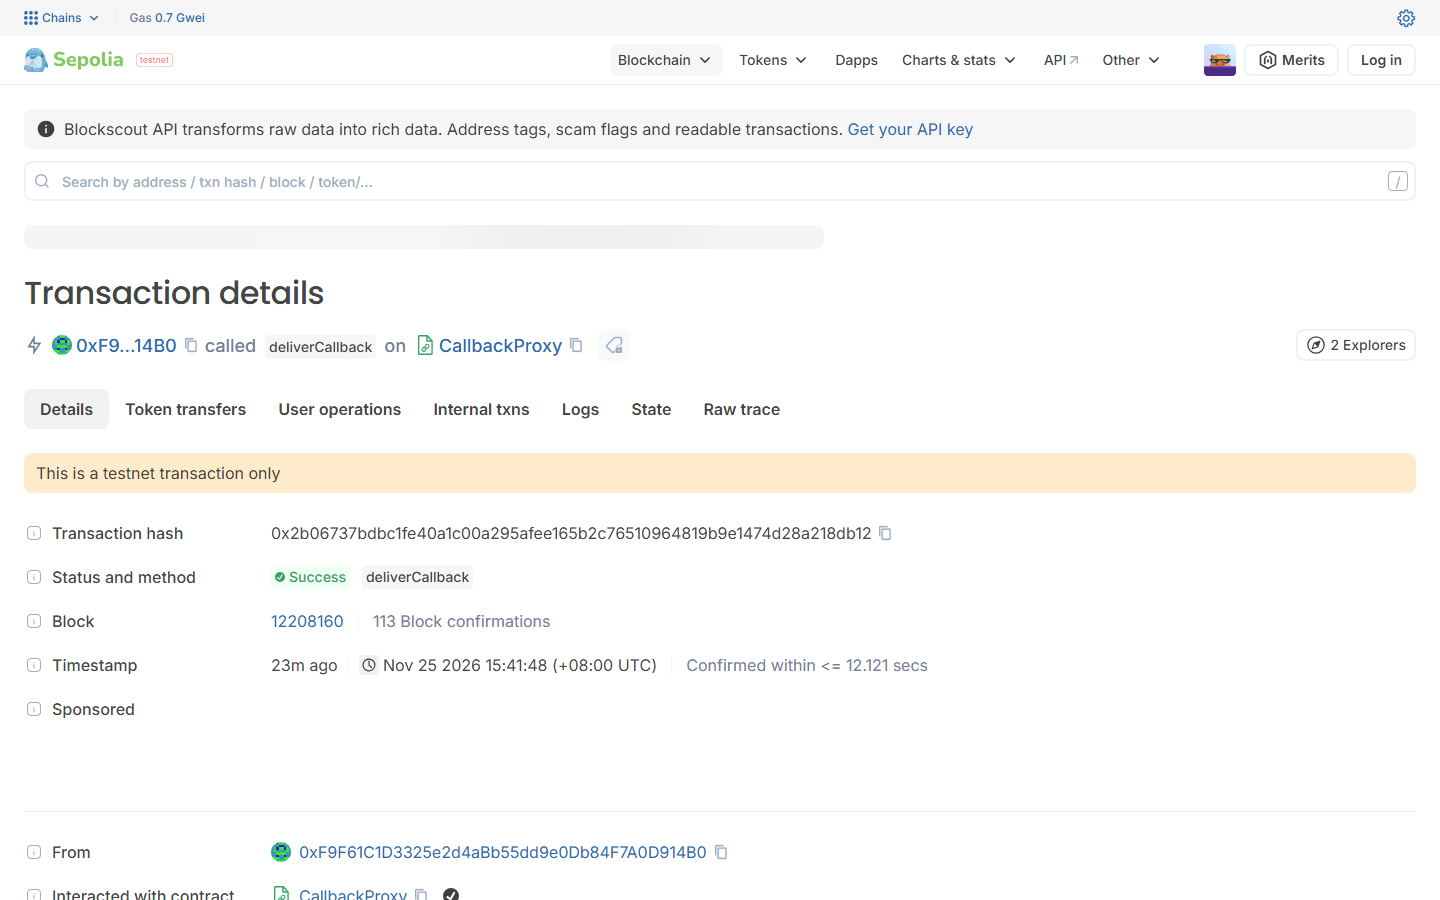 Chains Gas 0.7 Gwei
Sepolia testnet Blockchain Tokens Dapps Charts & stats API Other Merits Log in
Blockscout API transforms raw data into rich data. Address tags, scam flags and readable transactions. Get your API key
Search by address / txn hash / block / token/... /
Transaction details
0xF9...14B0 called deliverCallback on CallbackProxy 2 Explorers
Details Token transfers User operations Internal txns Logs State Raw trace
This is a testnet transaction only
Transaction hash 0x2b06737bdbc1fe40a1c00a295afee165b2c76510964819b9e1474d28a218db12
Status and method Success deliverCallback
Block 12208160 113 Block confirmations
Timestamp 23m ago Nov 25 2026 15:41:48 (+08:00 UTC) Confirmed within <= 12.121 secs
Sponsored
From 0xF9F61C1D3325e2d4aBb55dd9e0Db84F7A0D914B0
Interacted with contract CallbackProxy